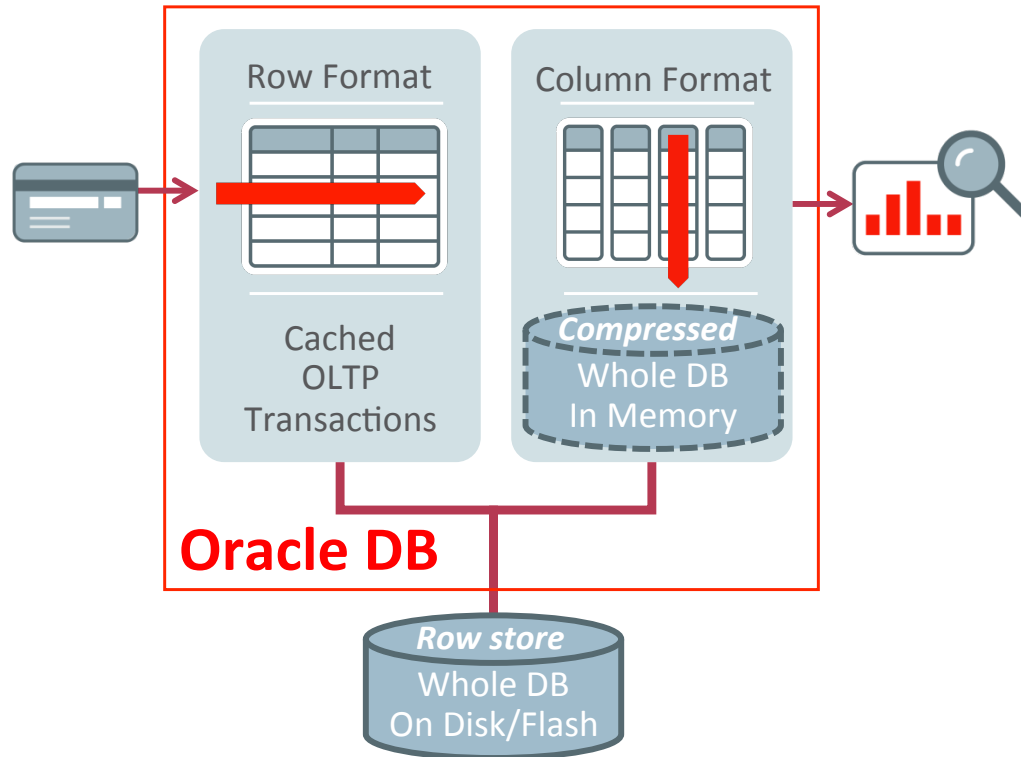 Row Format
Cached
OLTP
Transactions
Column Format
Compressed
Whole DB
In Memory
Oracle DB
Row store
Whole DB
On Disk/Flash